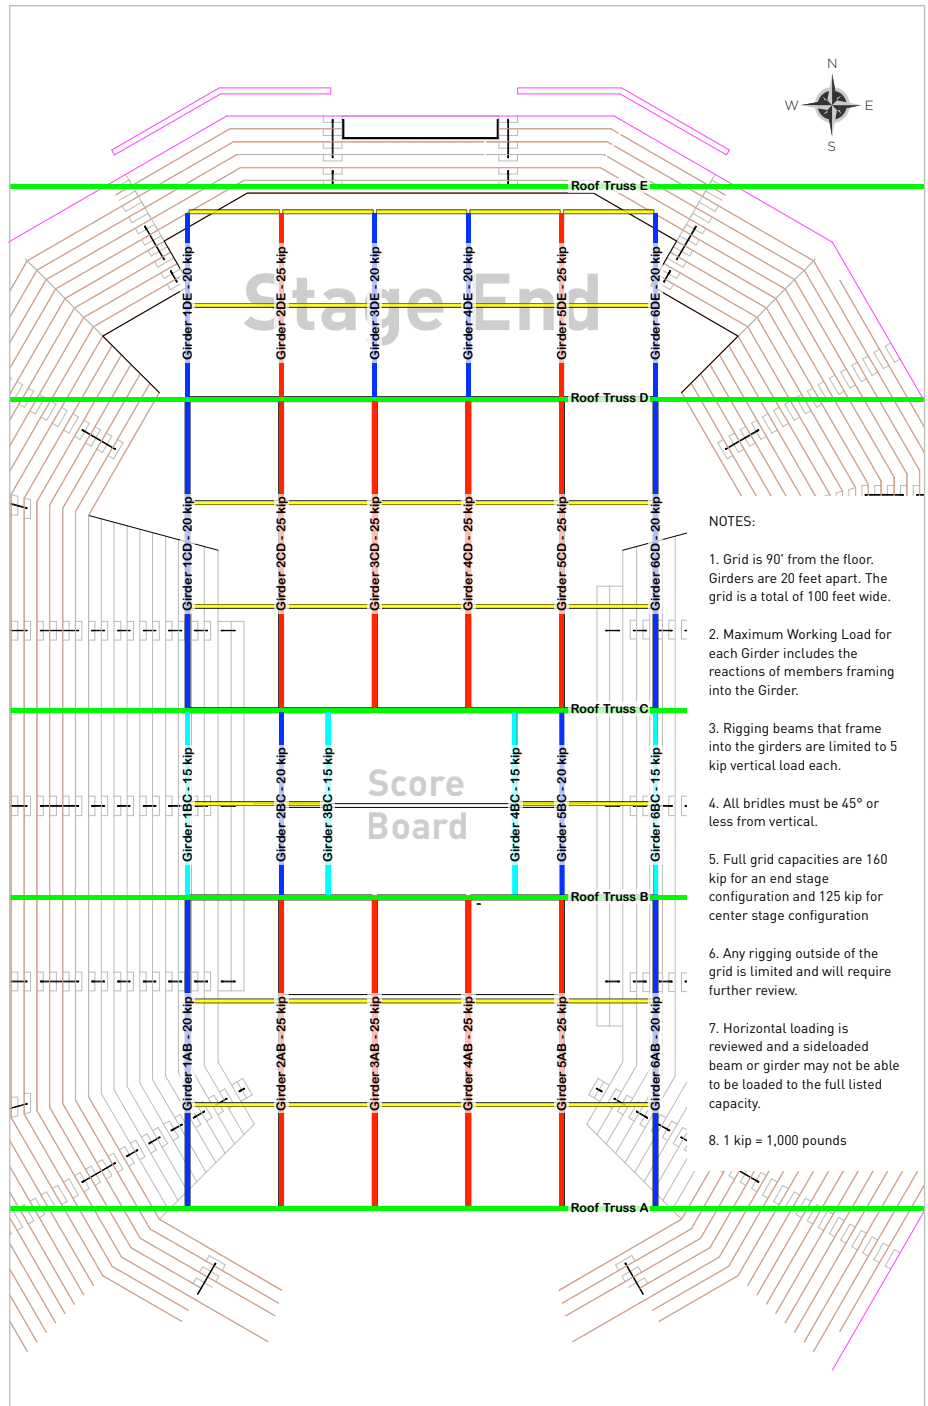 N
W E
S
Roof Truss E
Stage End
Girder 1DE - 20 kip
Girder 2DE - 25 kip
Girder 3DE - 20 kip
Girder 4DE - 20 kip
Girder 5DE - 25 kip
Girder 6DE - 20 kip
Roof Truss D
Girder 1CD - 20 kip
Girder 2CD - 25 kip
Girder 3CD - 25 kip
Girder 4CD - 25 kip
Girder 5CD - 25 kip
Girder 6CD - 20 kip
Roof Truss C
Girder 1BC - 15 kip
Girder 2BC - 20 kip
Girder 3BC - 15 kip
Score
Board
Girder 4BC - 15 kip
Girder 5BC - 20 kip
Girder 6BC - 15 kip
Roof Truss B
Girder 1AB - 20 kip
Girder 2AB - 25 kip
Girder 3AB - 25 kip
Girder 4AB - 25 kip
Girder 5AB - 25 kip
Girder 6AB - 20 kip
Roof Truss A
NOTES:
1. Grid is 90' from the floor.
Girders are 20 feet apart. The
grid is a total of 100 feet wide.
2. Maximum Working Load for
each Girder includes the
reactions of members framing
into the Girder.
3. Rigging beams that frame
into the girders are limited to 5
kip vertical load each.
4. All bridles must be 45° or
less from vertical.
5. Full grid capacities are 160
kip for an end stage
configuration and 125 kip for
center stage configuration
6. Any rigging outside of the
grid is limited and will require
further review.
7. Horizontal loading is
reviewed and a sideloaded
beam or girder may not be able
to be loaded to the full listed
capacity.
8. 1 kip = 1,000 pounds